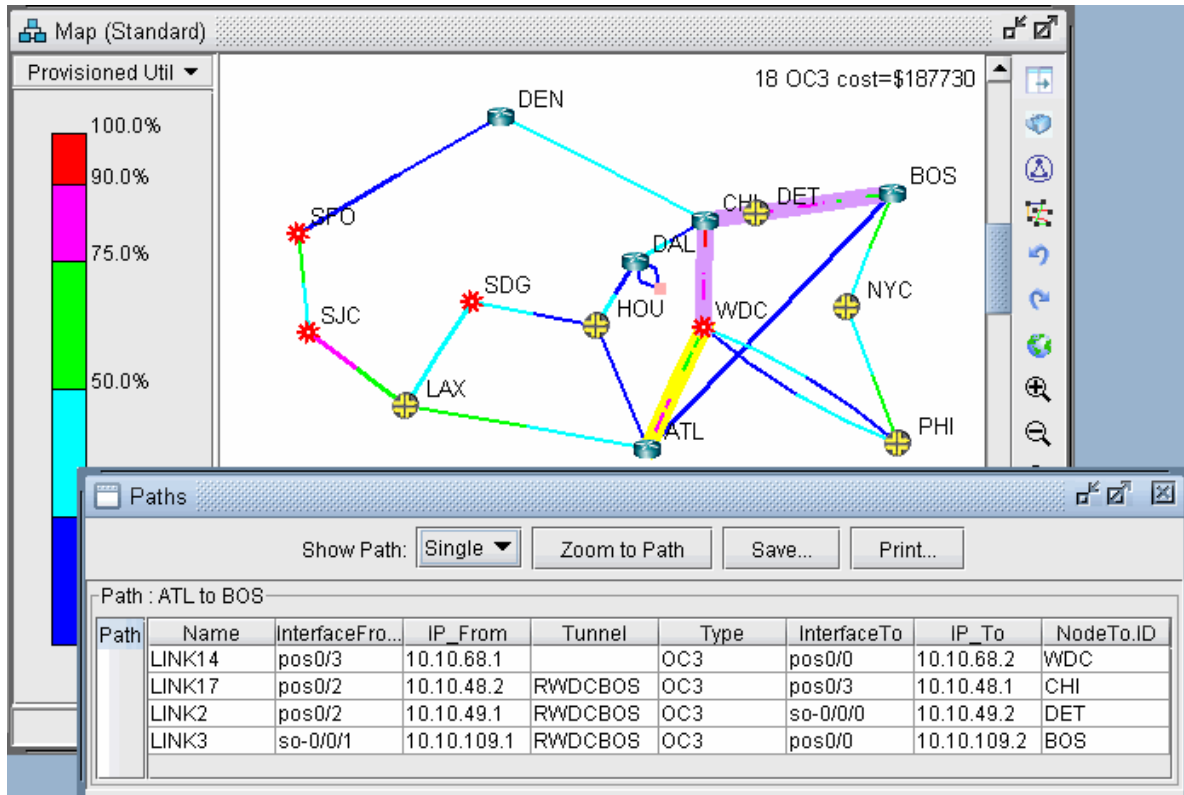 Map (Standard)
Provisioned Util
18 OC3 cost=$187730
100.0%
90.0%
75.0%
50.0%
DEN
BOS
CHI
DET
SFO
DAL
SDG
HOU
WDC
NYC
SJC
LAX
ATL
PHI
Paths
Show Path: Single Zoom to Path Save... Print...
Path : ATL to BOS
Path Name InterfaceFro... IP_From Tunnel Type InterfaceTo IP_To NodeTo.ID
LINK14 pos0/3 10.10.68.1 OC3 pos0/0 10.10.68.2 WDC
LINK17 pos0/2 10.10.48.2 RWDCBOS OC3 pos0/3 10.10.48.1 CHI
LINK2 pos0/2 10.10.49.1 RWDCBOS OC3 so-0/0/0 10.10.49.2 DET
LINK3 so-0/0/1 10.10.109.1 RWDCBOS OC3 pos0/0 10.10.109.2 BOS